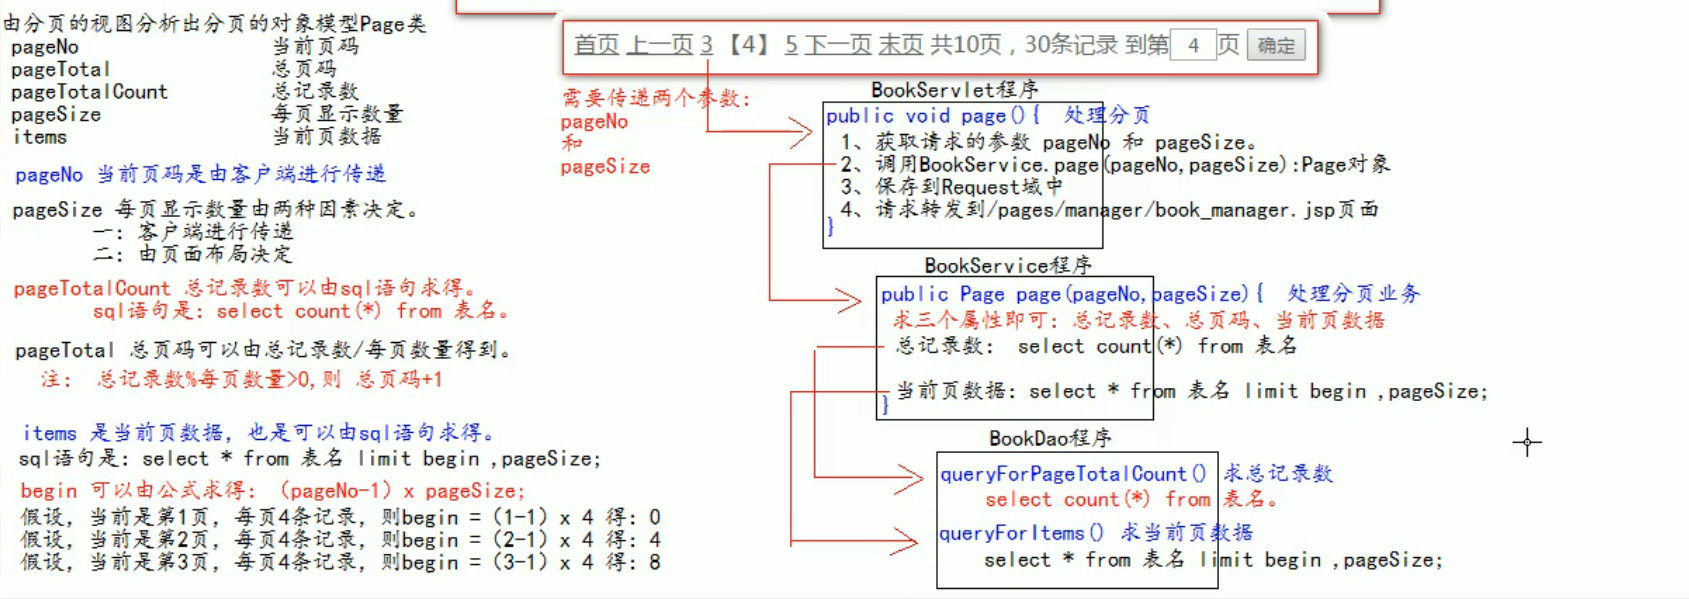 由分页的视图分析出分页的对象模型Page类
pageNo 当前页码
pageTotal 总页码
pageTotalCount 总记录数
pageSize 每页显示数量
items 当前页数据
pageNo 当前页码是由客户端进行传递
pageSize 每页显示数量由两种因素决定。
一：客户端进行传递
二：由页面布局决定
pageTotalCount 总记录数可以由sql语句求得。
sql语句是：select count(*) from 表名。
pageTotal 总页码可以由总记录数/每页数量得到。
注： 总记录数%每页数量>0,则 总页码+1
items 是当前页数据，也是可以由sql语句求得。
sql语句是：select * from 表名 limit begin ,pageSize;
begin 可以由公式求得：（pageNo-1）x pageSize;
假设，当前是第1页，每页4条记录，则begin =（1-1）x 4 得：0
假设，当前是第2页，每页4条记录，则begin =（2-1）x 4 得：4
假设，当前是第3页，每页4条记录，则begin =（3-1）x 4 得：8
首页 上一页 3 【4】 5 下一页 末页 共10页，30条记录 到第 4 页 确定
需要传递两个参数：
pageNo
和
pageSize
BookServlet程序
public void page(){ 处理分页
1、获取请求的参数 pageNo 和 pageSize。
2、调用BookService.page(pageNo,pageSize):Page对象
3、保存到Request域中
4、请求转发到/pages/manager/book_manager.jsp页面
}
BookService程序
public Page page(pageNo,pageSize){ 处理分页业务
求三个属性即可：总记录数、总页码、当前页数据
总记录数： select count(*) from 表名
当前页数据：select * from 表名 limit begin ,pageSize;
}
BookDao程序
queryForPageTotalCount() 求总记录数
select count(*) from 表名。
queryForItems() 求当前页数据
select * from 表名 limit begin ,pageSize;